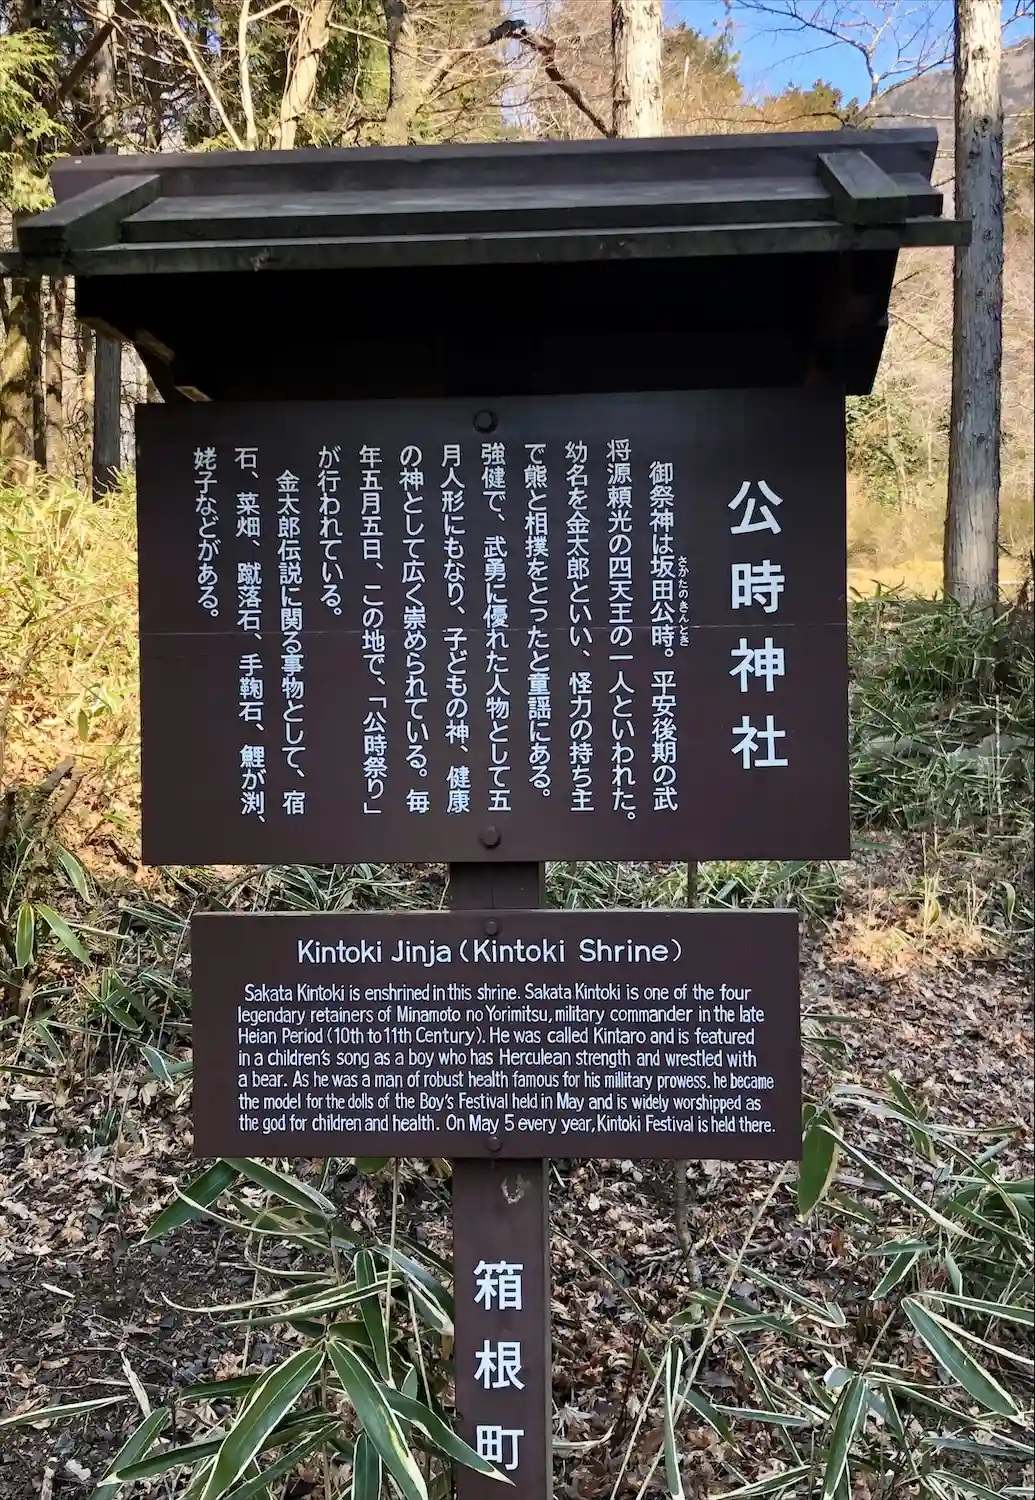 公時神社
御祭神は坂田公時。平安後期の武
さかたのきんとき
将源頼光の四天王の一人といわれた。
幼名を金太郎といい、怪力の持ち主
で熊と相撲をとったと童謡にある。
強健で、武勇に優れた人物として五
月人形にもなり、子どもの神、健康
の神として広く崇められている。毎
年五月五日、この地で、「公時祭り」
が行われている。
金太郎伝説に関る事物として、宿
石、菜畑、蹴落石、手鞠石、鯉が渕、
姥子などがある。
Kintoki Jinja (Kintoki Shrine)
Sakata Kintoki is enshrined in this shrine. Sakata Kintoki is one of the four
legendary retainers of Minamoto no Yorimitsu, military commander in the late
Heian Period (10th to 11th Century). He was called Kintaro and is featured
in a children's song as a boy who has Herculean strength and wrestled with
a bear. As he was a man of robust health famous for his millitary prowess. he became
the model for the dolls of the Boy's Festival held in May and is widely worshipped as
the god for children and health. On May 5 every year, Kintoki Festival is held there.
箱根町